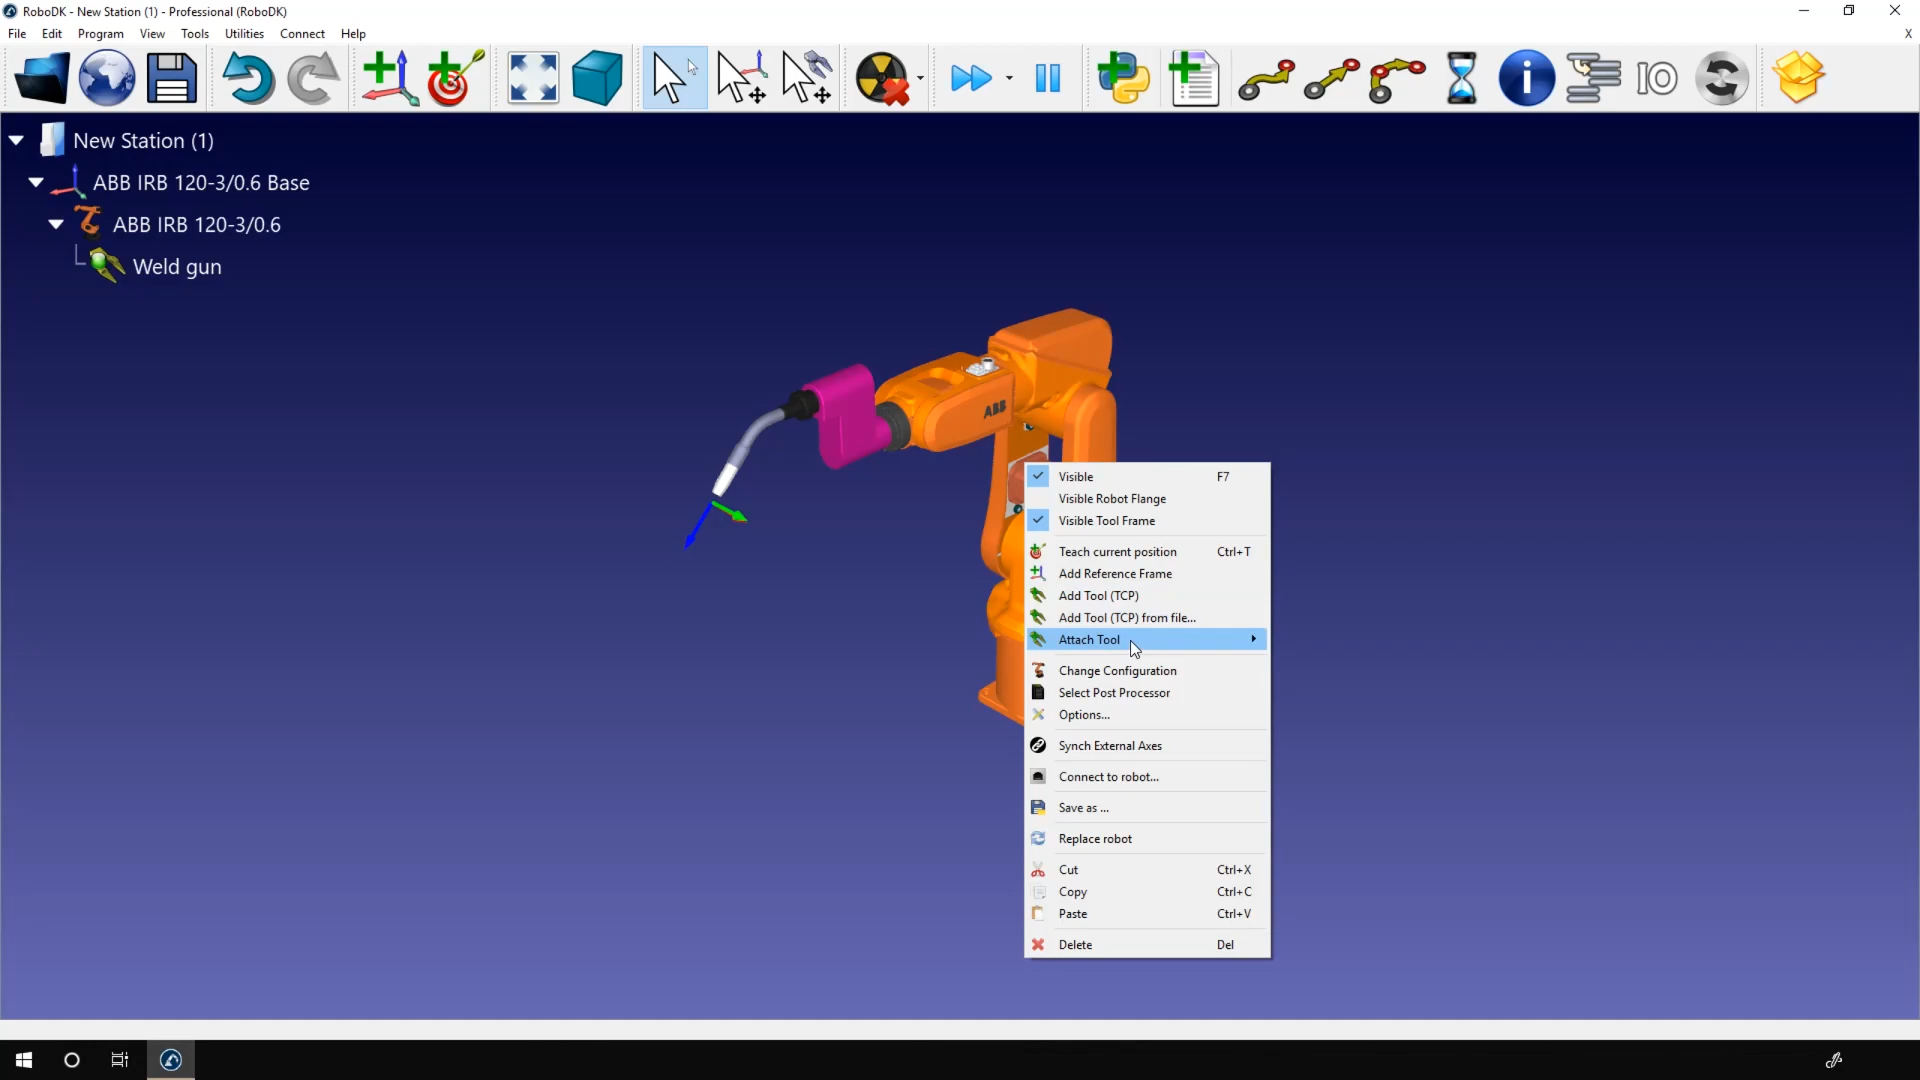 RoboDK - New Station (1) - Professional (RoboDK)
File Edit Program View Tools Utilities Connect Help X
IO
New Station (1)
ABB IRB 120-3/0.6 Base
ABB IRB 120-3/0.6
Weld gun
ABB
Visible F7
Visible Robot Flange
Visible Tool Frame
Teach current position Ctrl+T
Add Reference Frame
Add Tool (TCP)
Add Tool (TCP) from file...
Attach Tool
Change Configuration
Select Post Processor
Options...
Synch External Axes
Connect to robot...
Save as ...
Replace robot
Cut Ctrl+X
Copy Ctrl+C
Paste Ctrl+V
Delete Del